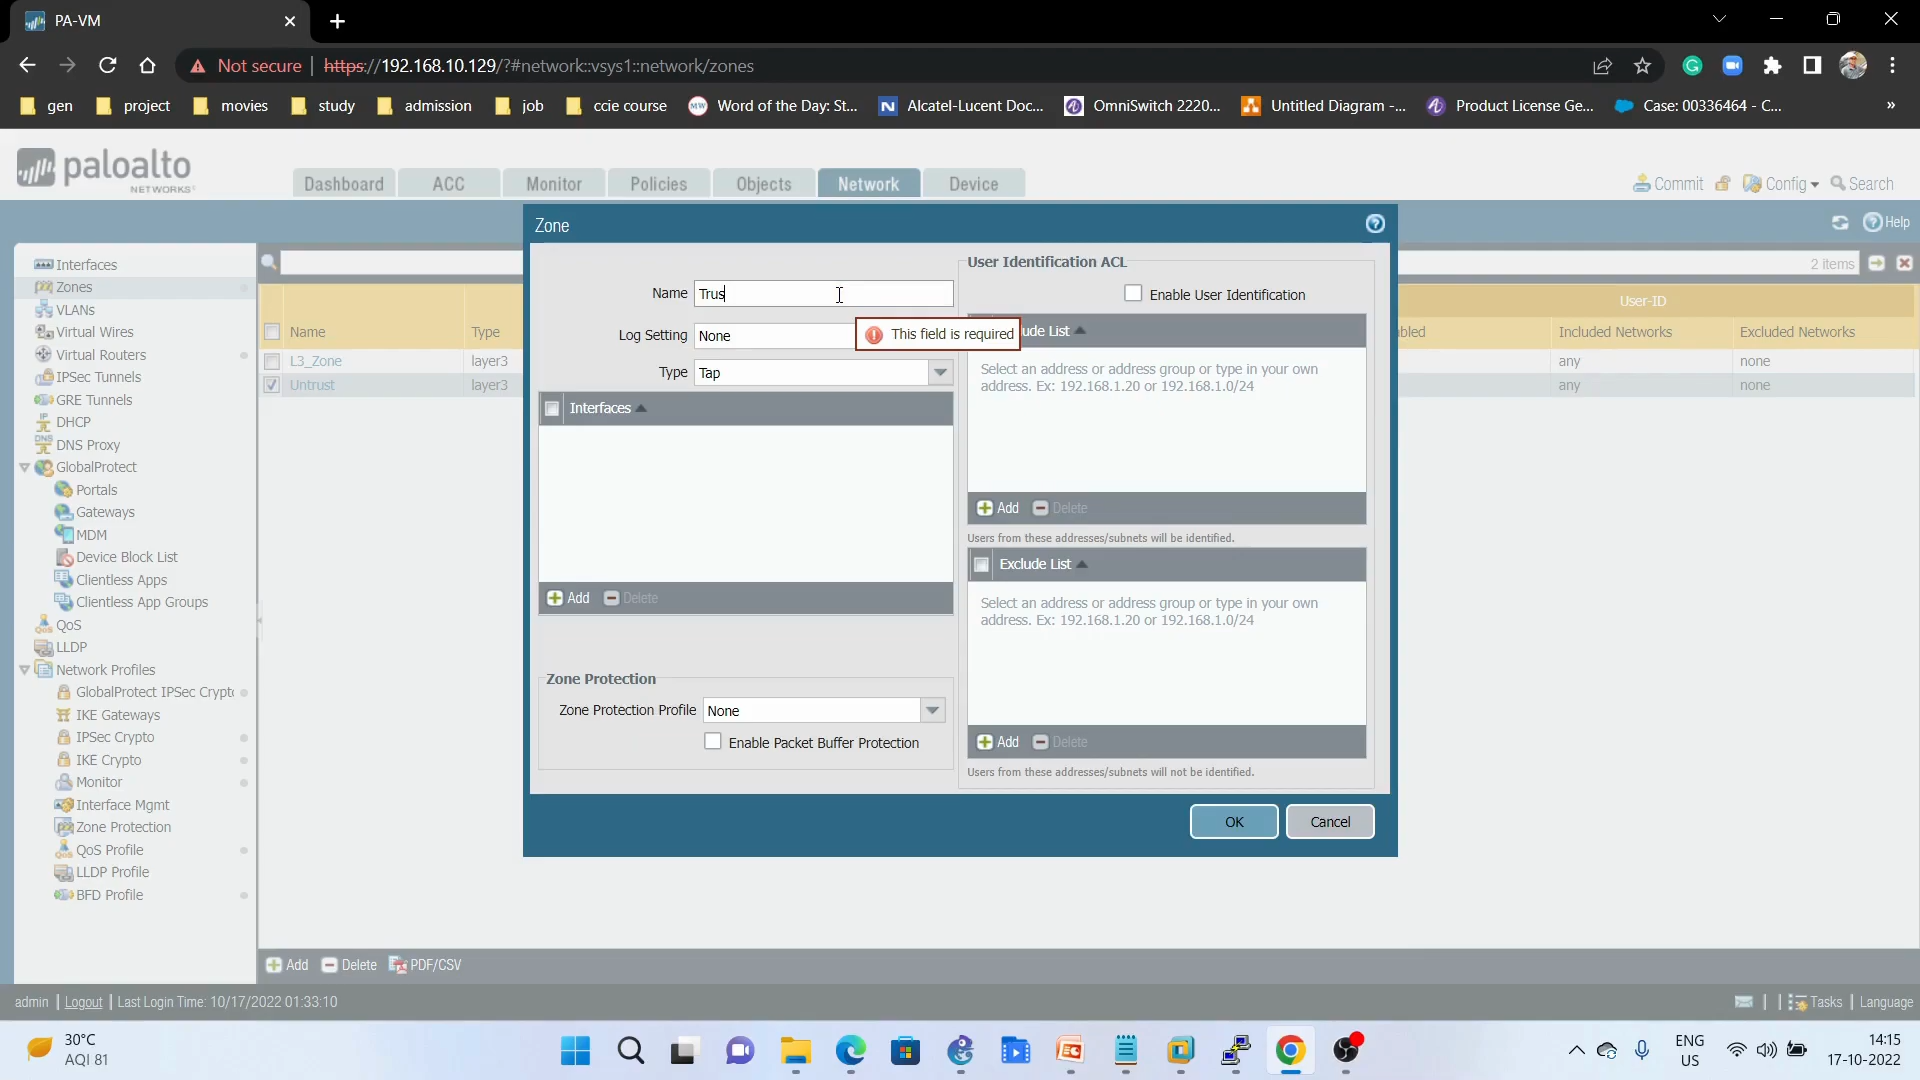 PA-VM
Not secure
https://192.168.10.129/?#network::vsys1::network/zones
gen
project
movies
study
admission
job
ccie course
Word of the Day: St...
Alcatel-Lucent Doc...
OmniSwitch 2220...
Untitled Diagram -...
Product License Ge...
Case: 00336464 - C...
»
paloalto
NETWORKS
Dashboard
ACC
Monitor
Policies
Objects
Network
Device
Commit
Config
Search
Help
Interfaces
Zones
VLANs
Virtual Wires
Virtual Routers
IPSec Tunnels
GRE Tunnels
DHCP
DNS Proxy
GlobalProtect
Portals
Gateways
MDM
Device Block List
Clientless Apps
Clientless App Groups
QoS
LLDP
Network Profiles
GlobalProtect IPSec Crypt
IKE Gateways
IPSec Crypto
IKE Crypto
Monitor
Interface Mgmt
Zone Protection
QoS Profile
LLDP Profile
BFD Profile
2 items
Name
Type
L3_Zone
layer3
Untrust
layer3
User-ID
bled
Included Networks
Excluded Networks
any
none
any
none
Zone
Name
Trus
Log Setting
None
This field is required
Type
Tap
Interfaces
Add
Delete
Zone Protection
Zone Protection Profile
None
Enable Packet Buffer Protection
User Identification ACL
Enable User Identification
ude List
Select an address or address group or type in your own
address. Ex: 192.168.1.20 or 192.168.1.0/24
Add
Delete
Users from these addresses/subnets will be identified.
Exclude List
Select an address or address group or type in your own
address. Ex: 192.168.1.20 or 192.168.1.0/24
Add
Delete
Users from these addresses/subnets will not be identified.
OK
Cancel
Add
Delete
PDF/CSV
admin | Logout | Last Login Time: 10/17/2022 01:33:10
Tasks | Language
30°C
AQI 81
ENG
US
14:15
17-10-2022